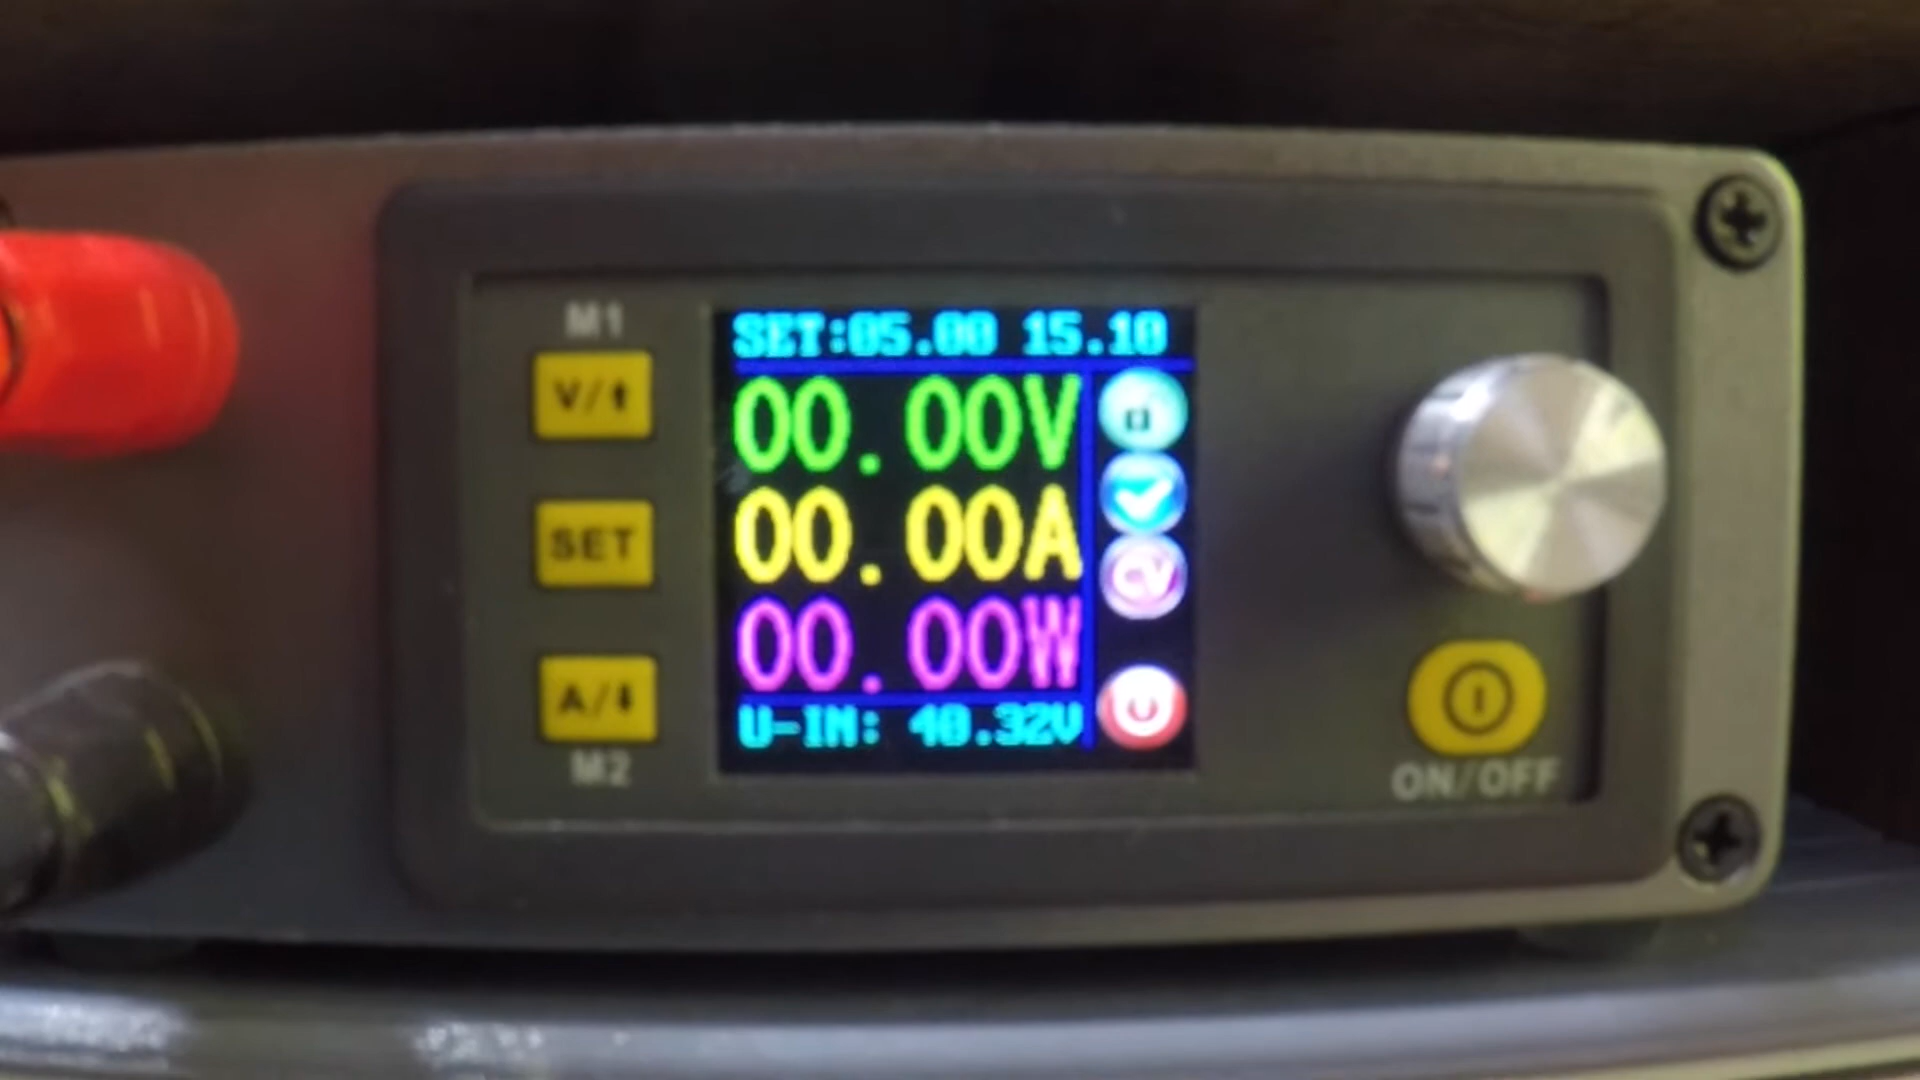 M1
V/⬆
SET
A/⬇
M2
SET:05.00 15.10
00.00V
00.00A
00.00W
U-IN: 40.32V
CV
ON/OFF